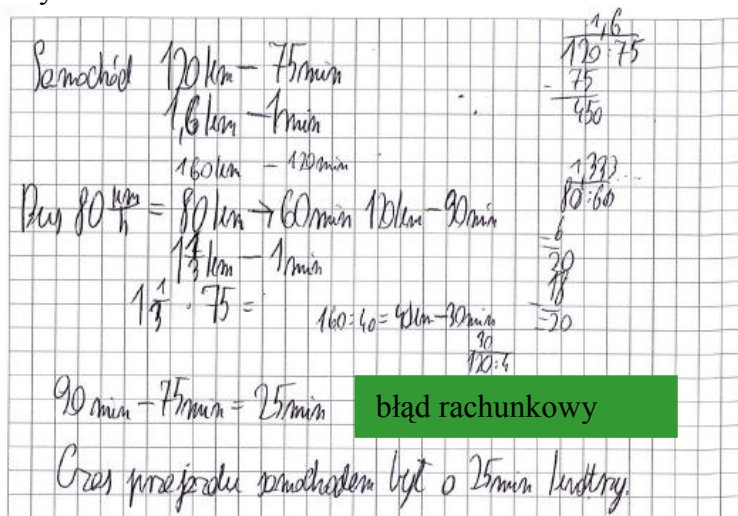 1,6
Samochód 120 km – 75 min
120:75
- 75
450
1,6 km – 1 min
160 km – 120 min
1,333...
Bus 80 km/h = 80 km → 60 min 120 km – 90 min
80:60
- 6
20
1 1/3 km – 1 min
- 18
20
1 1/3 · 75 =
160:40 = 40 km – 30 min
30
120:4
90 min – 75 min = 25 min
błąd rachunkowy
Czas przejazdu samochodem był o 25 min krótszy.